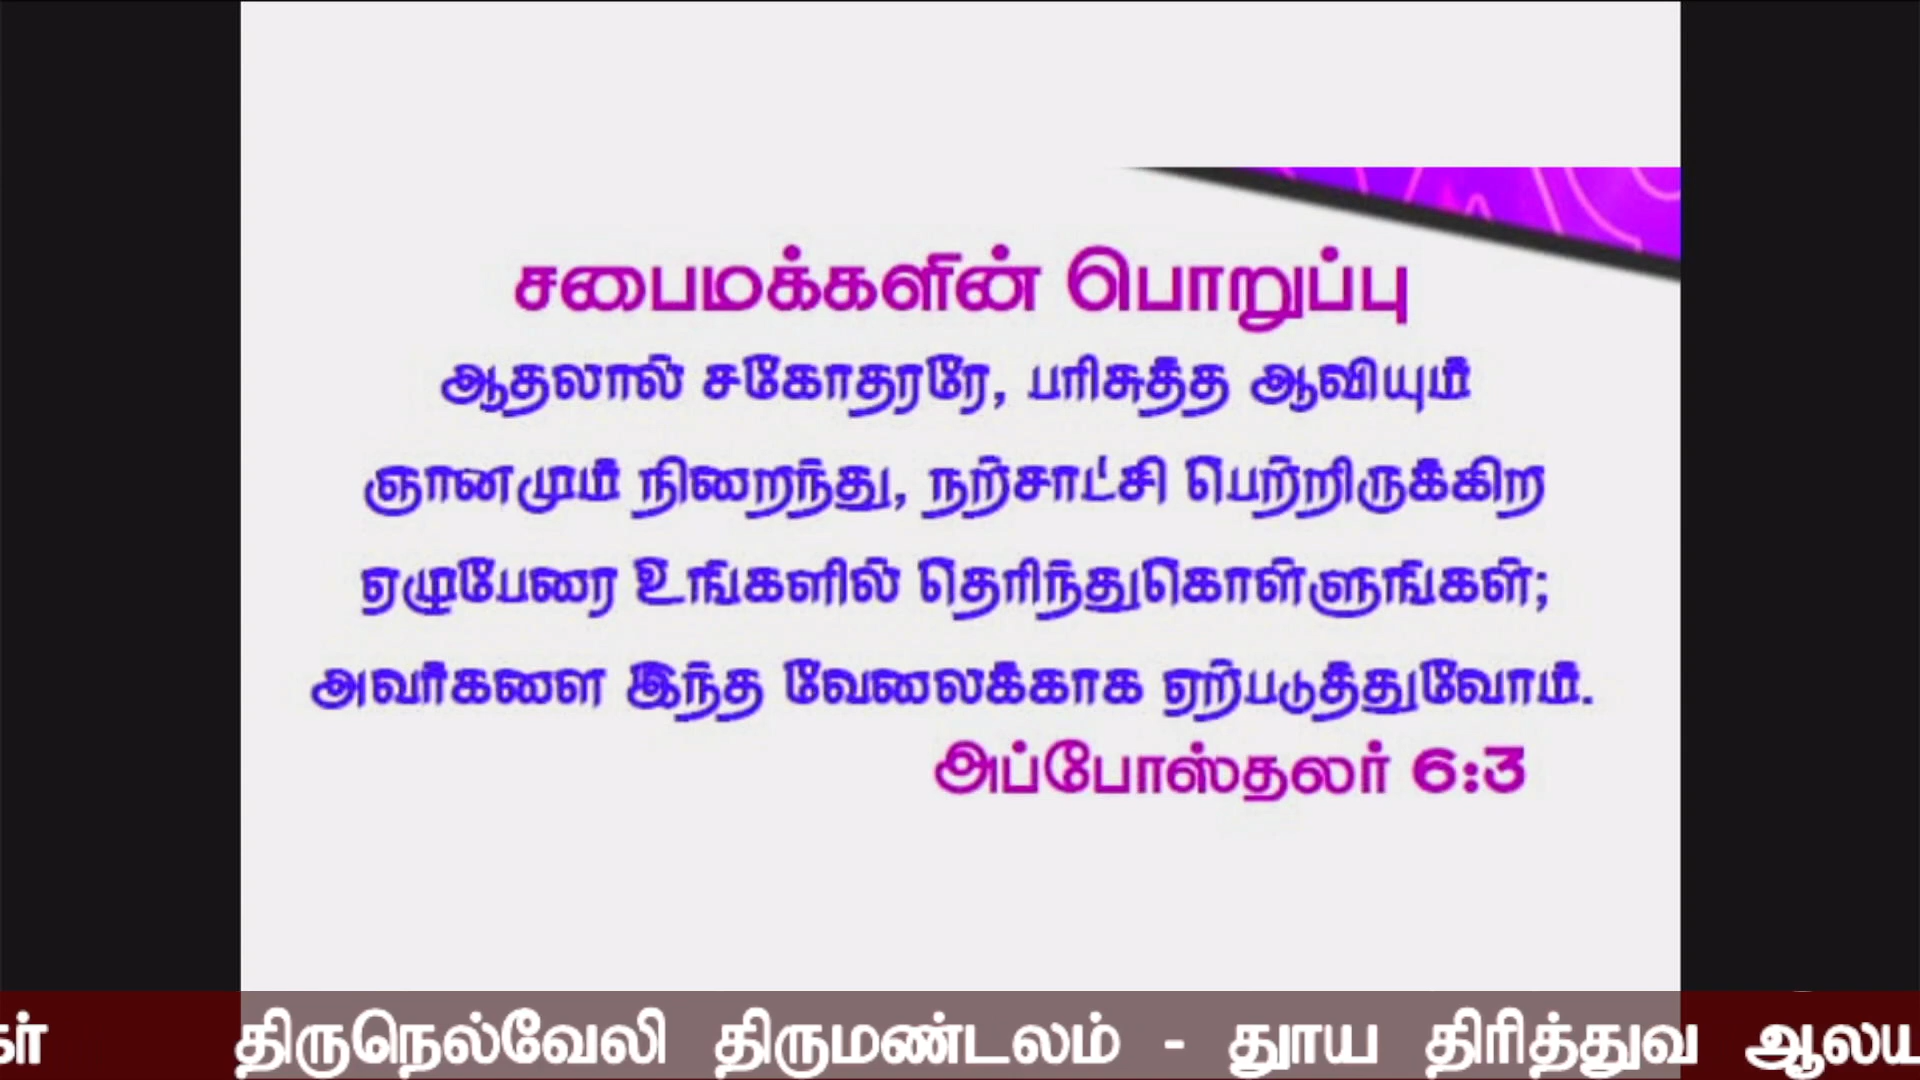 சபைமக்களின் பொறுப்பு
ஆதலால் சகோதரரே, பரிசுத்த ஆவியும்
ஞானமும் நிறைந்து, நற்சாட்சி பெற்றிருக்கிற
ஏழுபேரை உங்களில் தெரிந்துகொள்ளுங்கள்;
அவர்களை இந்த வேலைக்காக ஏற்படுத்துவோம்.
அப்போஸ்தலர் 6:3
திருநெல்வேலி திருமண்டலம் - தூய திரித்துவ ஆலய